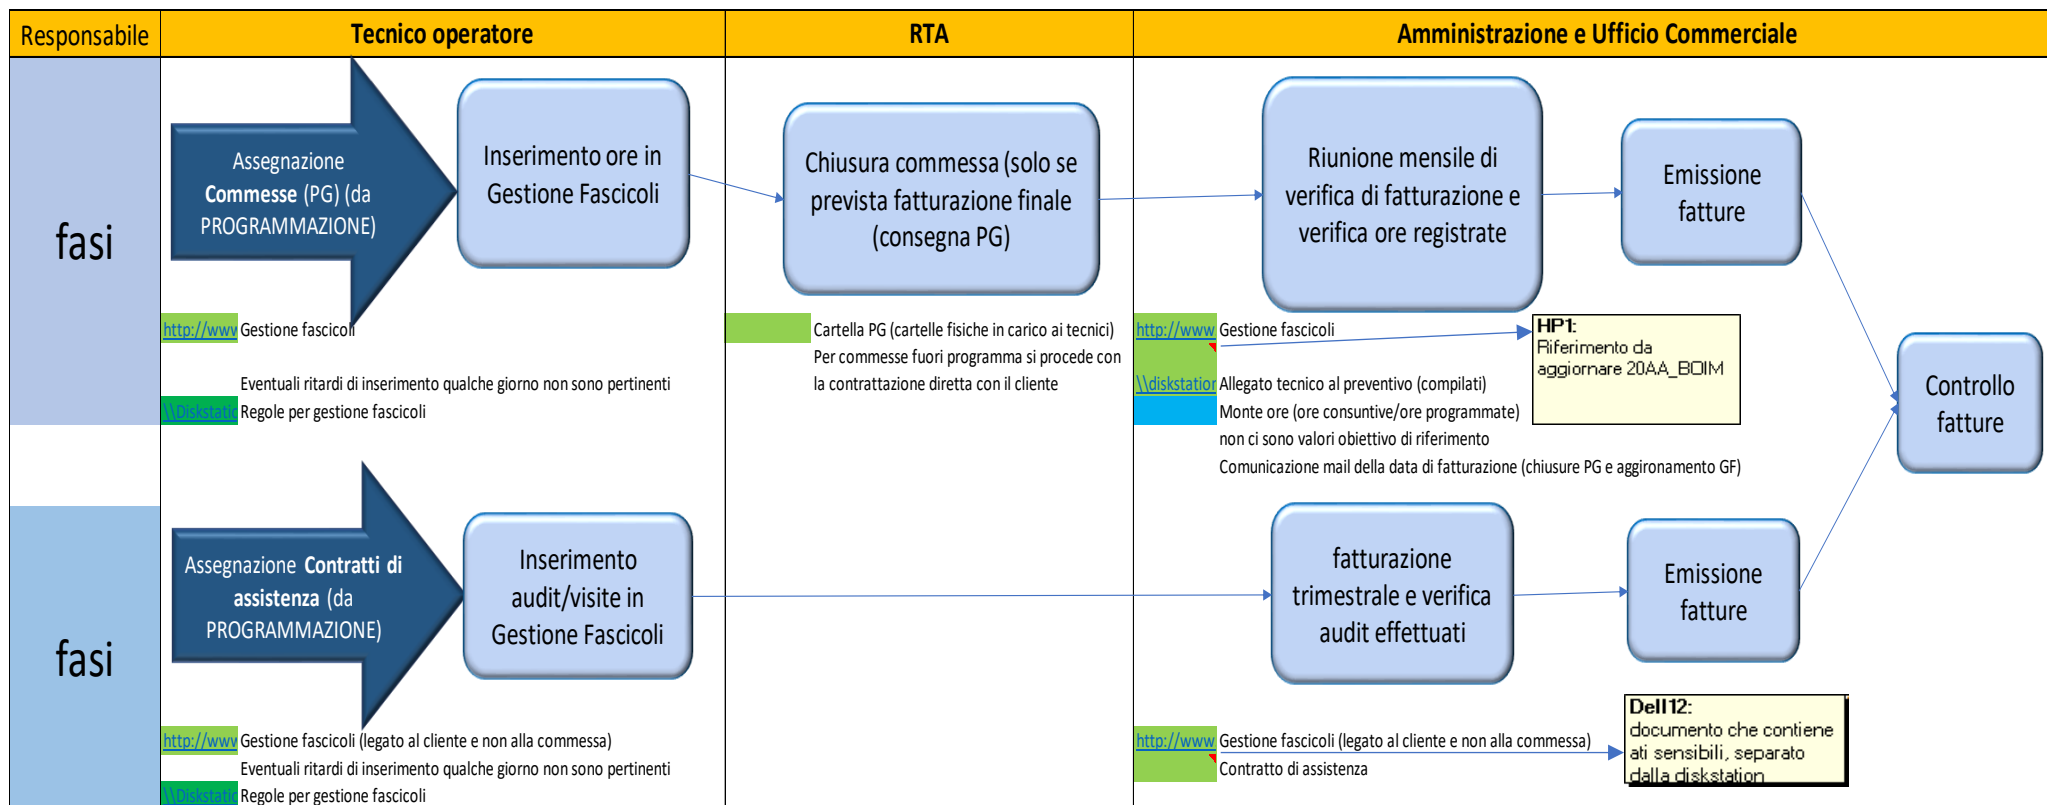 Responsabile
Tecnico operatore
RTA
Amministrazione e Ufficio Commerciale
fasi
Assegnazione
Commesse (PG) (da
PROGRAMMAZIONE)
Inserimento ore in
Gestione Fascicoli
Chiusura commessa (solo se
prevista fatturazione finale
(consegna PG)
Riunione mensile di
verifica di fatturazione e
verifica ore registrate
Emissione
fatture
http://www Gestione fascicoli
Eventuali ritardi di inserimento qualche giorno non sono pertinenti
\\Diskstatic Regole per gestione fascicoli
Cartella PG (cartelle fisiche in carico ai tecnici)
Per commesse fuori programma si procede con
la contrattazione diretta con il cliente
http://www Gestione fascicoli
\\diskstation Allegato tecnico al preventivo (compilati)
Monte ore (ore consuntive/ore programmate)
non ci sono valori obiettivo di riferimento
Comunicazione mail della data di fatturazione (chiusure PG e aggironamento GF)
HP1:
Riferimento da
aggiornare 20AA_BOIM
Controllo
fatture
fasi
Assegnazione Contratti di
assistenza (da
PROGRAMMAZIONE)
Inserimento
audit/visite in
Gestione Fascicoli
fatturazione
trimestrale e verifica
audit effettuati
Emissione
fatture
http://www Gestione fascicoli (legato al cliente e non alla commessa)
Eventuali ritardi di inserimento qualche giorno non sono pertinenti
\\Diskstatic Regole per gestione fascicoli
http://www Gestione fascicoli (legato al cliente e non alla commessa)
Contratto di assistenza
Dell12:
documento che contiene
ati sensibili, separato
dalla diskstation